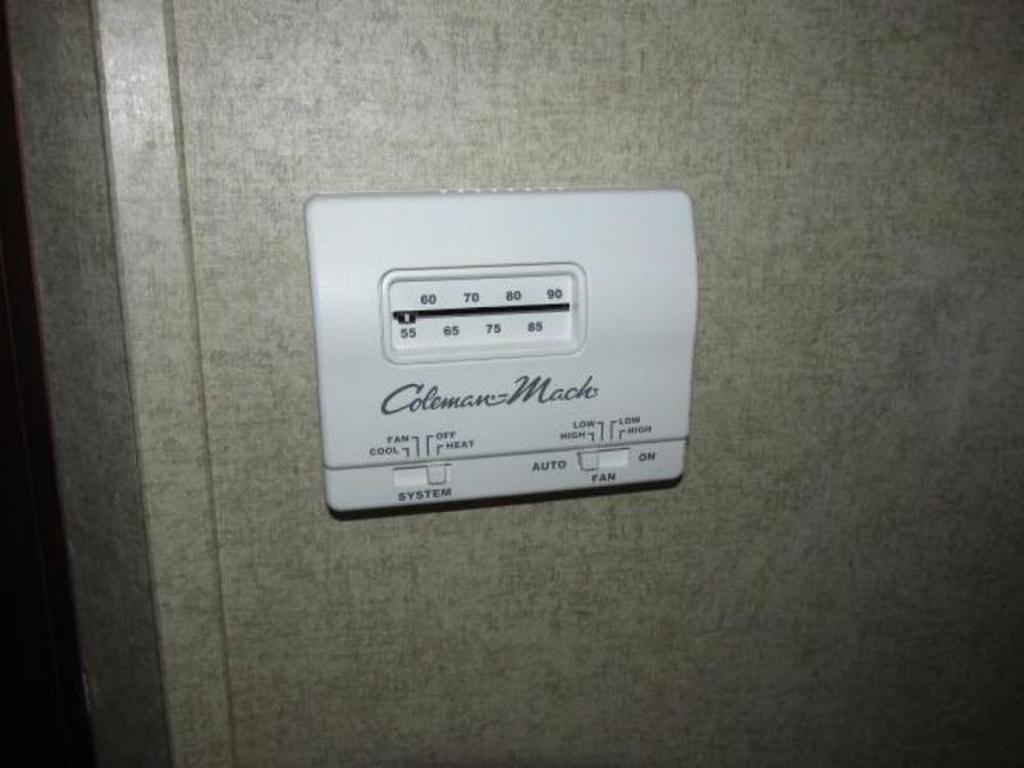 60 70 80 90
55 65 75 85
Coleman-Mach
FAN OFF
COOL HEAT
LOW LOW
HIGH HIGH
AUTO ON
SYSTEM FAN